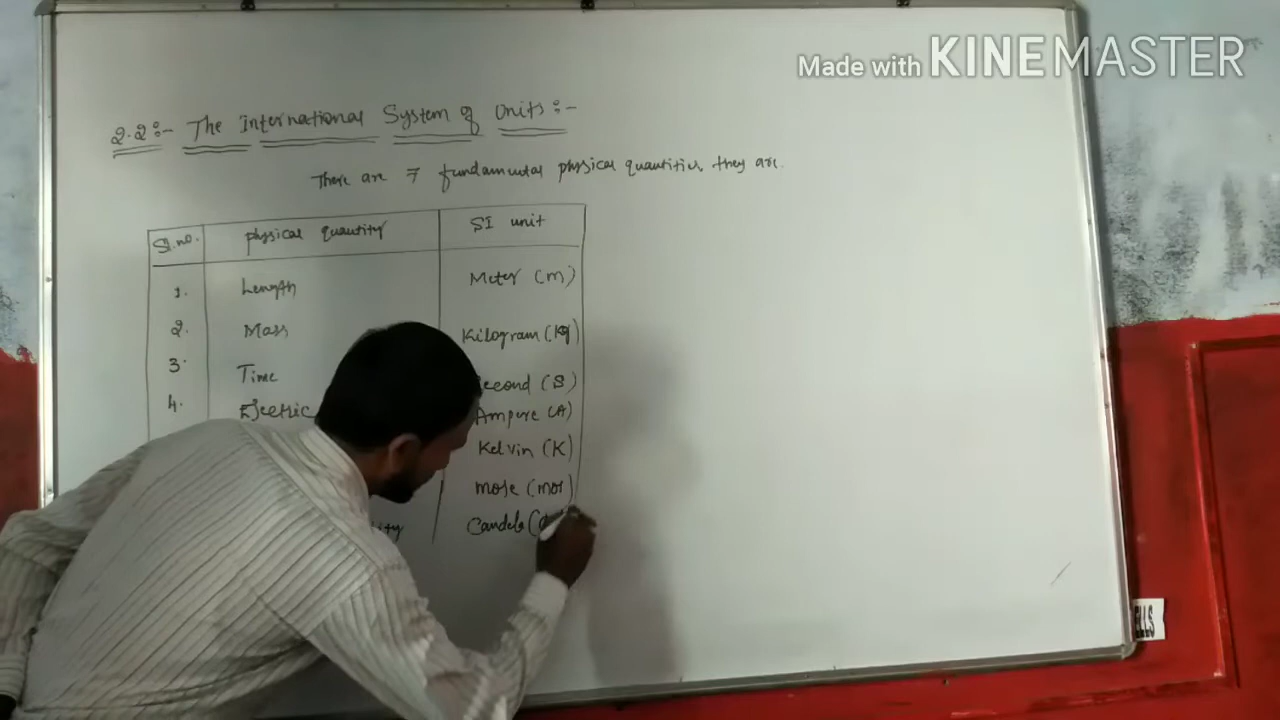 Made with KINEMASTER
2.2:- The International System of Units:-
There are 7 fundamental physical quantities they are.
Sl.no. physical quantity SI unit
1. Length Meter (m)
2. Mass Kilogram (Kg)
3. Time Second (S)
4. Electric Ampere (A)
Kelvin (K)
Mole (mol)
Candela (
ELLS